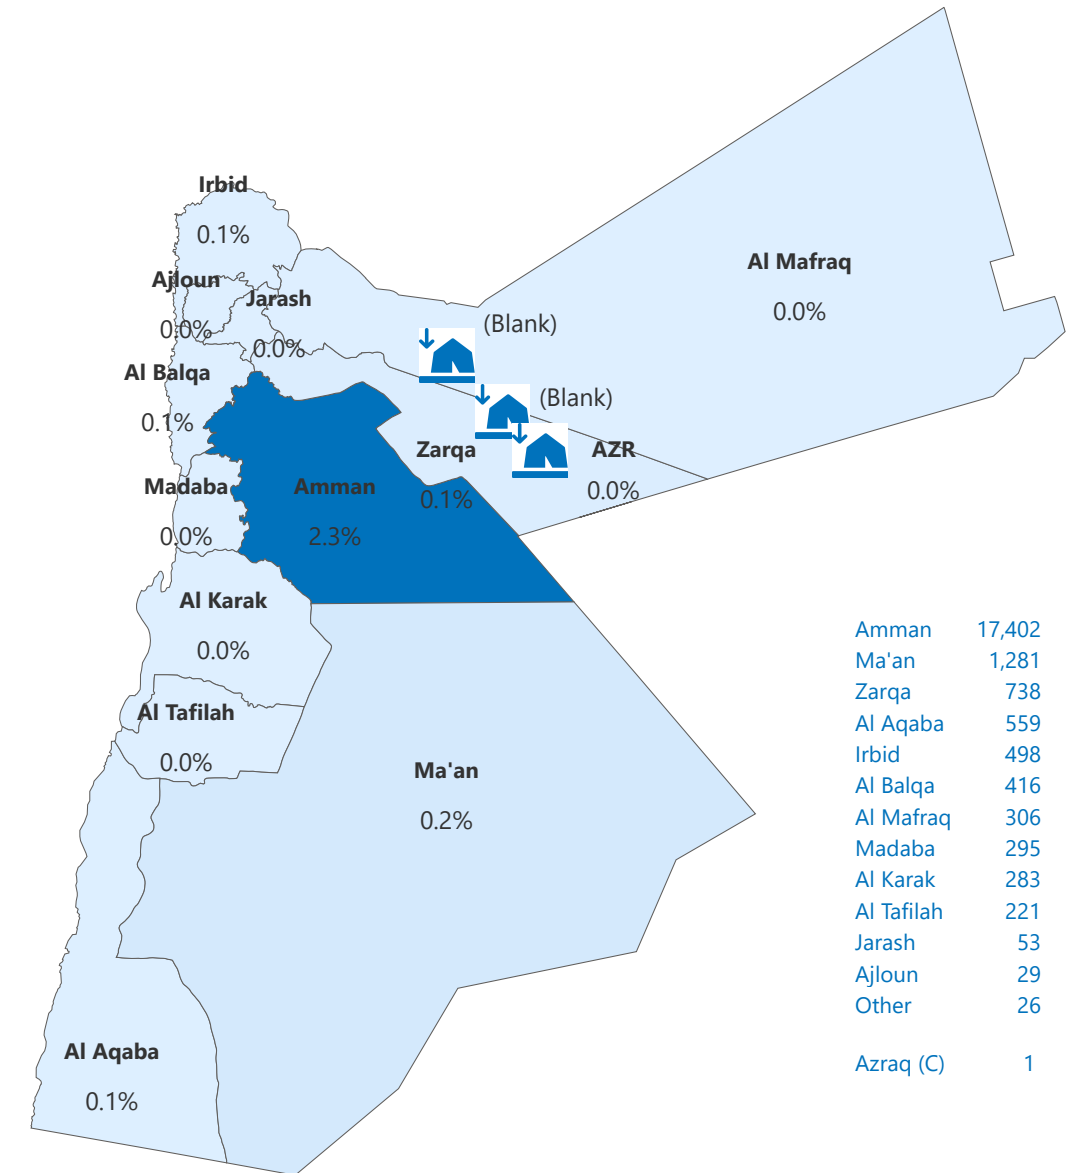 Irbid
0.1%
Al Mafraq
0.0%
Ajloun
0.0%
Jarash
0.0%
(Blank)
Al Balqa
0.1%
(Blank)
Zarqa
0.1%
AZR
0.0%
Madaba
0.0%
Amman
2.3%
Al Karak
0.0%
Al Tafilah
0.0%
Ma'an
0.2%
Al Aqaba
0.1%
Amman 17,402
Ma'an 1,281
Zarqa 738
Al Aqaba 559
Irbid 498
Al Balqa 416
Al Mafraq 306
Madaba 295
Al Karak 283
Al Tafilah 221
Jarash 53
Ajloun 29
Other 26
Azraq (C) 1